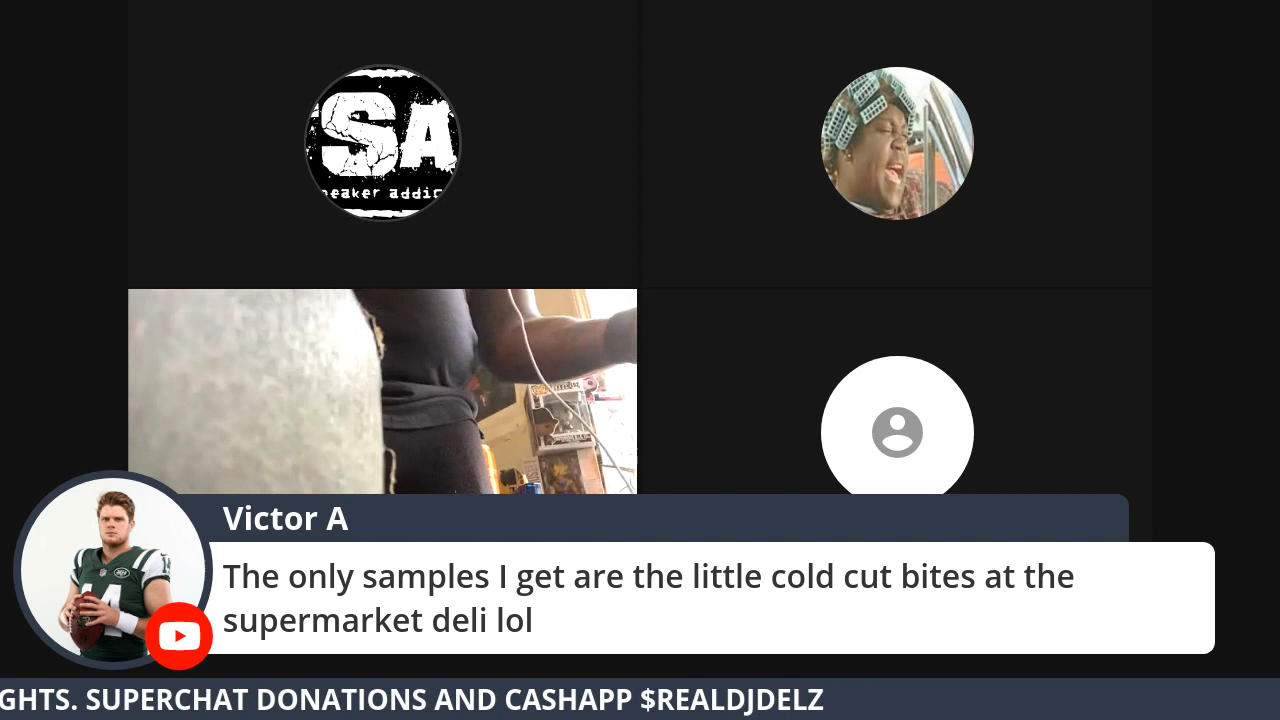 SA
neaker addic
Victor A
The only samples I get are the little cold cut bites at the
supermarket deli lol
GHTS. SUPERCHAT DONATIONS AND CASHAPP $REALDJDELZ